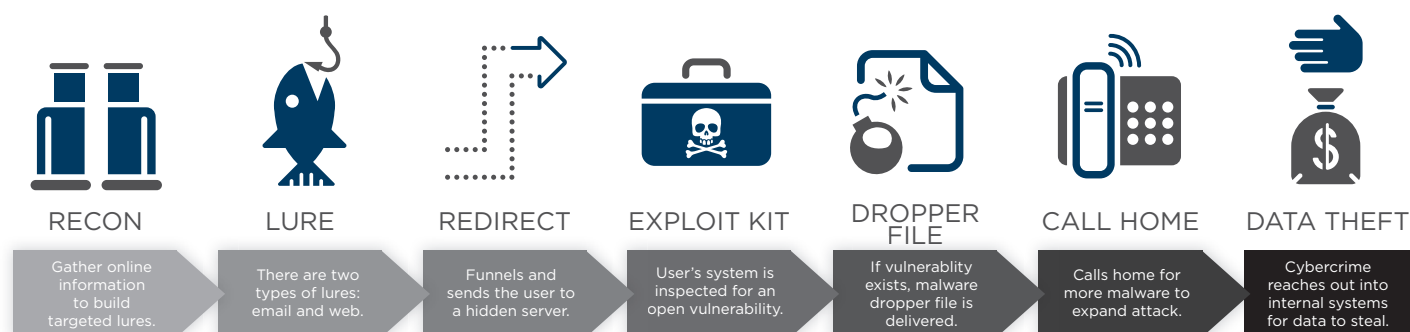 RECON
Gather online
information
to build
targeted lures.
LURE
There are two
types of lures:
email and web.
REDIRECT
Funnels and
sends the user to
a hidden server.
EXPLOIT KIT
User's system is
inspected for an
open vulnerability.
DROPPER
FILE
If vulnerablity
exists, malware
dropper file is
delivered.
CALL HOME
Calls home for
more malware to
expand attack.
$
DATA THEFT
Cybercrime
reaches out into
internal systems
for data to steal.